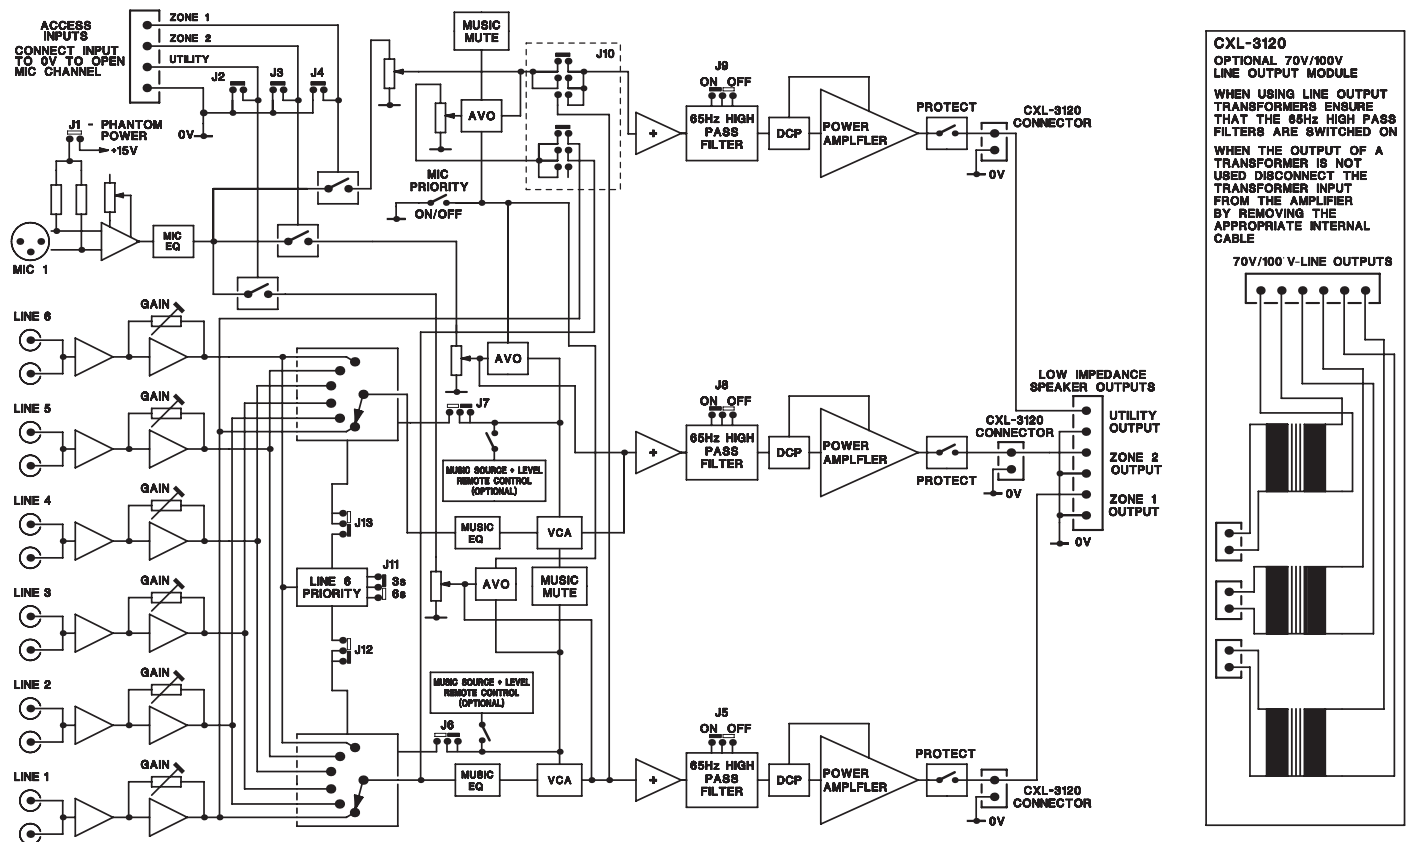 ACCESS
INPUTS
CONNECT INPUT
TO 0V TO OPEN
MIC CHANNEL
ZONE 1
ZONE 2
UTILITY
J2
J3
J4
0V
J1 - PHANTOM
POWER
+15V
MIC 1
MIC
EQ
MUSIC
MUTE
AVO
J10
MIC
PRIORITY
ON/OFF
+
J9
ON OFF
65Hz HIGH
PASS
FILTER
DCP
POWER
AMPLFLER
PROTECT
CXL-3120
CONNECTOR
0V
LINE 6
GAIN
LINE 5
GAIN
LINE 4
GAIN
LINE 3
GAIN
LINE 2
GAIN
LINE 1
GAIN
AVO
J7
MUSIC SOURCE + LEVEL
REMOTE CONTROL
(OPTIONAL)
J13
MUSIC
EQ
VCA
LINE 6
PRIORITY
J11
3s
6s
AVO
MUSIC
MUTE
J12
MUSIC SOURCE + LEVEL
REMOTE CONTROL
(OPTIONAL)
J6
MUSIC
EQ
VCA
+
J8
ON OFF
65Hz HIGH
PASS
FILTER
DCP
POWER
AMPLFLER
PROTECT
CXL-3120
CONNECTOR
0V
LOW IMPEDANCE
SPEAKER OUTPUTS
UTILITY
OUTPUT
ZONE 2
OUTPUT
ZONE 1
OUTPUT
0V
+
J5
ON OFF
65Hz HIGH
PASS
FILTER
DCP
POWER
AMPLFLER
PROTECT
CXL-3120
CONNECTOR
0V
CXL-3120
OPTIONAL 70V/100V
LINE OUTPUT MODULE
WHEN USING LINE OUTPUT
TRANSFORMERS ENSURE
THAT THE 65Hz HIGH PASS
FILTERS ARE SWITCHED ON
WHEN THE OUTPUT OF A
TRANSFORMER IS NOT
USED DISCONNECT THE
TRANSFORMER INPUT
FROM THE AMPLIFIER
BY REMOVING THE
APPROPRIATE INTERNAL
CABLE
70V/100 V-LINE OUTPUTS